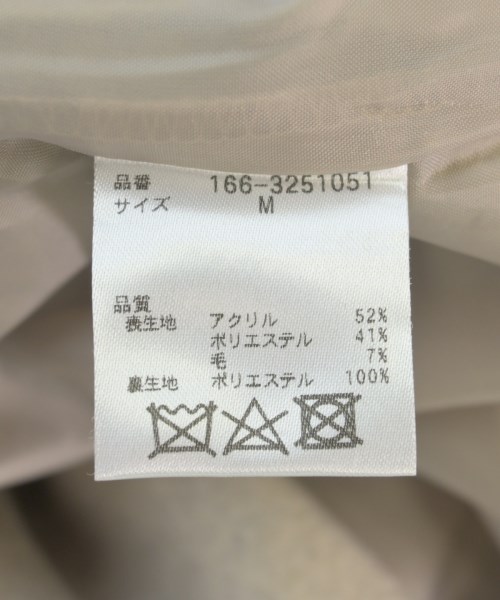 品番 166-3251051
サイズ M
品質
表生地 アクリル 52%
ポリエステル 41%
毛 7%
裏生地 ポリエステル 100%